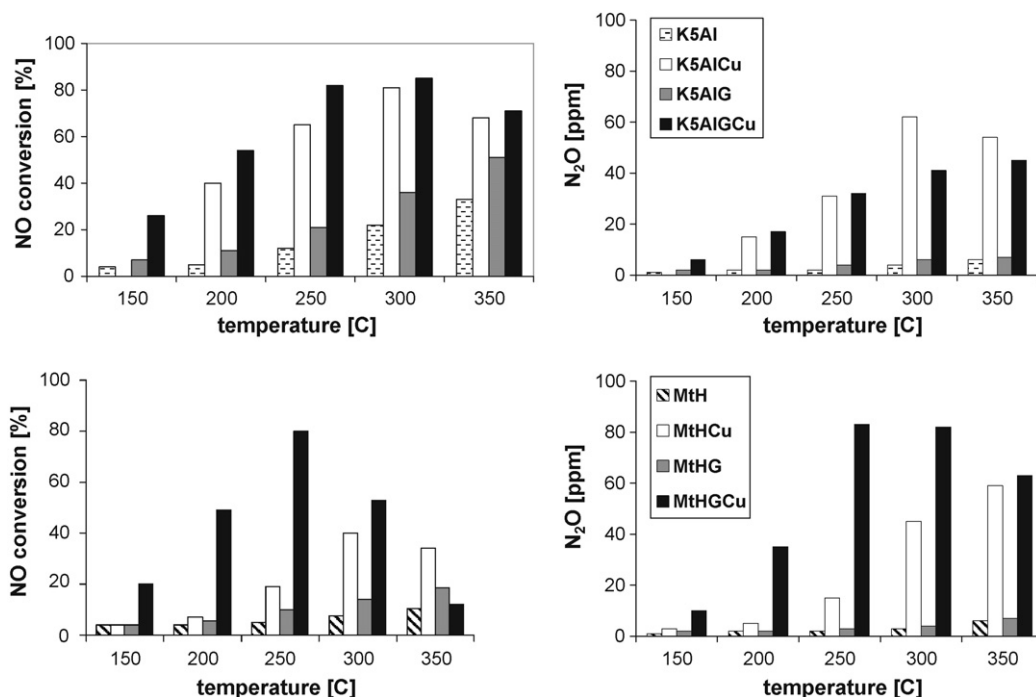 NO conversion [%]
100
80
60
40
20
0
150 200 250 300 350
temperature [C]
N₂O [ppm]
100
80
60
40
20
0
150 200 250 300 350
temperature [C]
K5Al
K5AlCu
K5AlG
K5AlGCu
NO conversion [%]
100
80
60
40
20
0
150 200 250 300 350
temperature [C]
N₂O [ppm]
100
80
60
40
20
0
150 200 250 300 350
temperature [C]
MtH
MtHCu
MtHG
MtHGCu